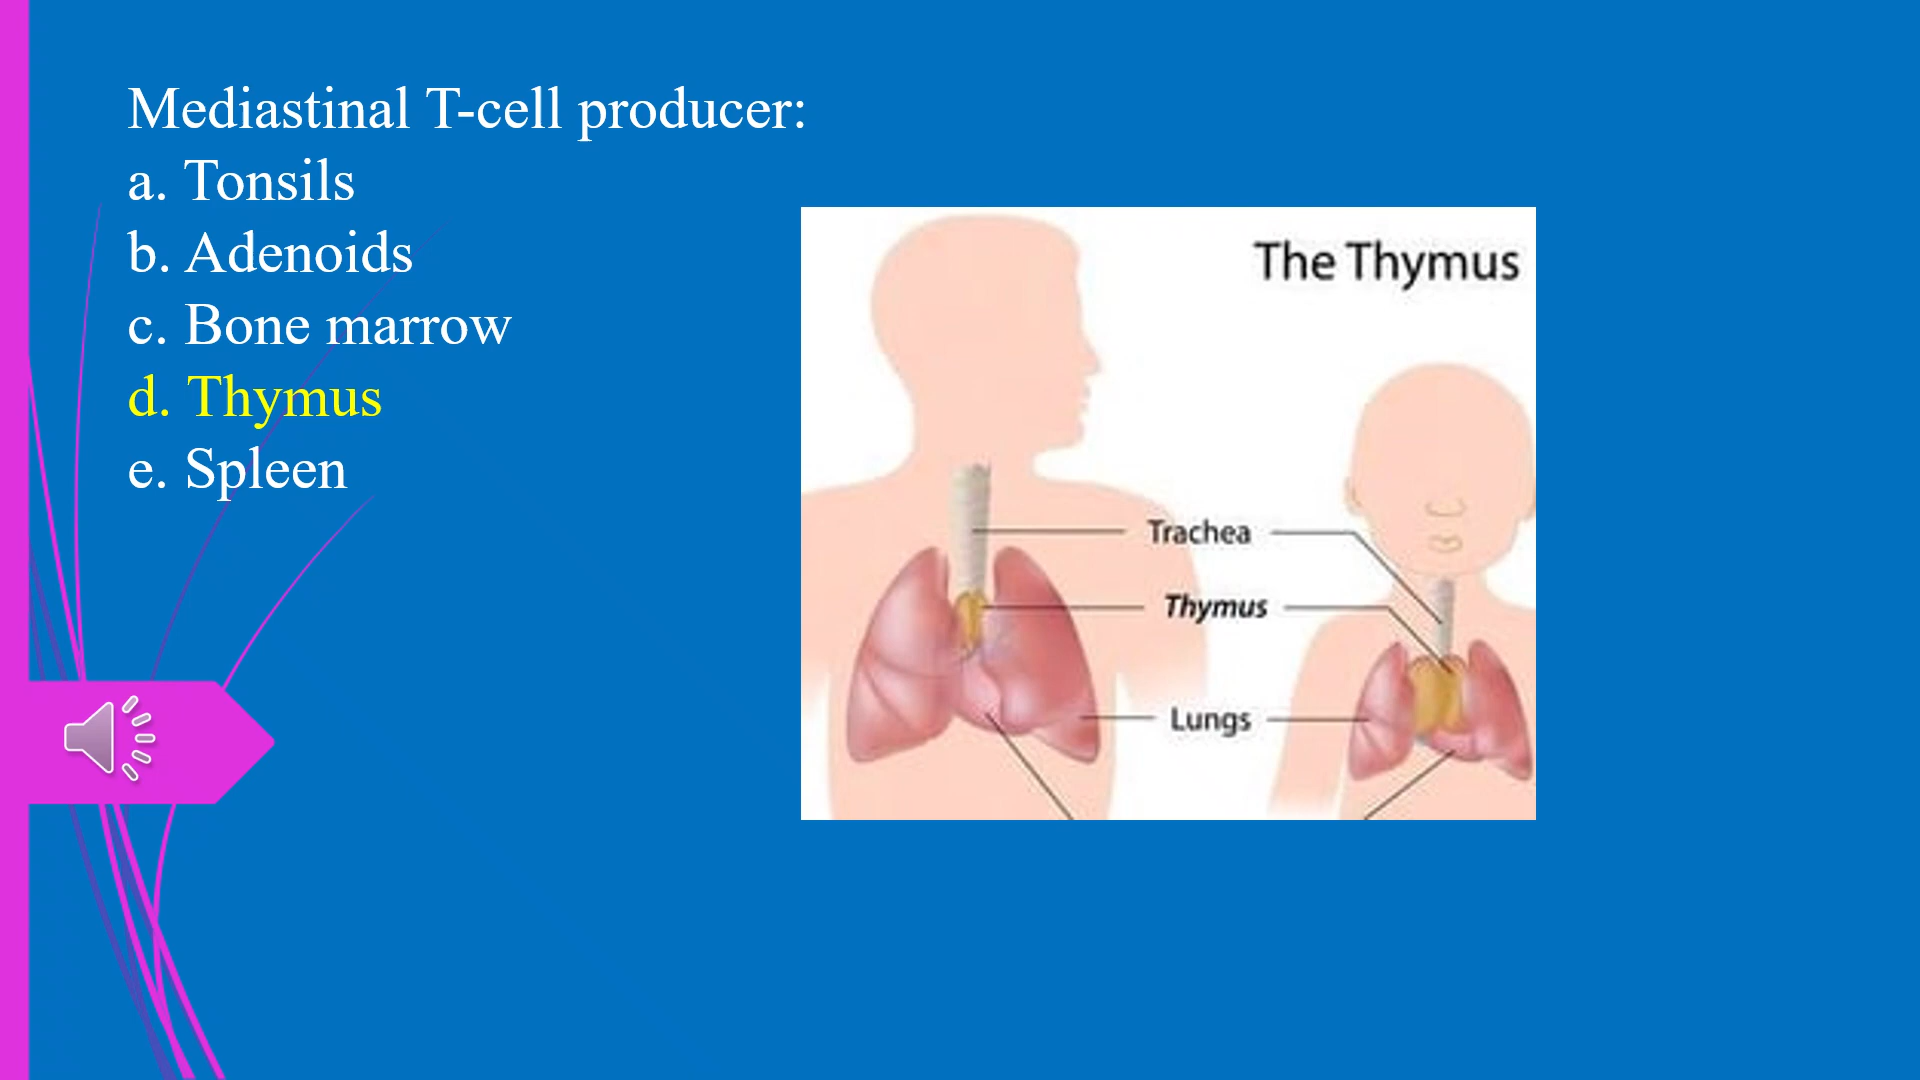 Mediastinal T-cell producer:
a. Tonsils
b. Adenoids
c. Bone marrow
d. Thymus
e. Spleen
The Thymus
Trachea
Thymus
Lungs